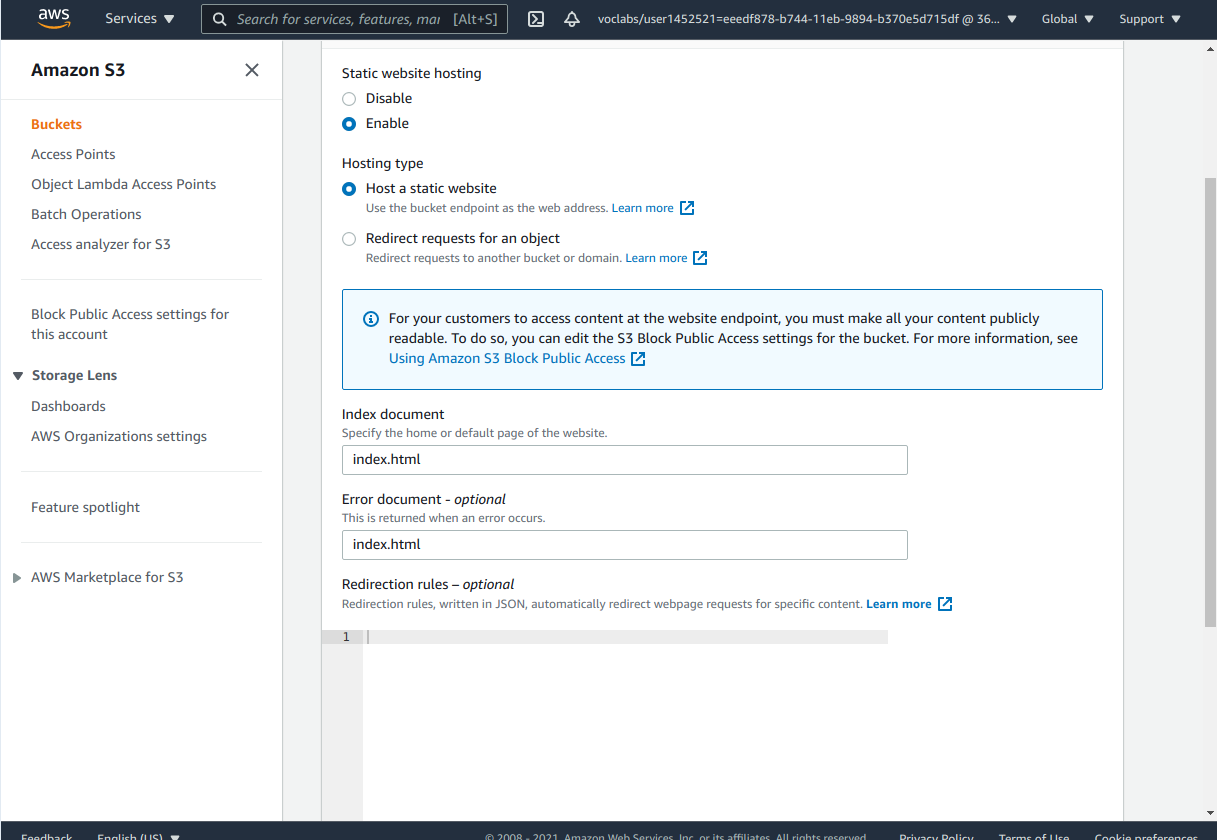 aws
Services
Search for services, features, mar [Alt+S]
voclabs/user1452521=eeedf878-b744-11eb-9894-b370e5d715df @ 36...
Global
Support
Amazon S3
Buckets
Access Points
Object Lambda Access Points
Batch Operations
Access analyzer for S3
Block Public Access settings for
this account
Storage Lens
Dashboards
AWS Organizations settings
Feature spotlight
AWS Marketplace for S3
Static website hosting
Disable
Enable
Hosting type
Host a static website
Use the bucket endpoint as the web address. Learn more
Redirect requests for an object
Redirect requests to another bucket or domain. Learn more
For your customers to access content at the website endpoint, you must make all your content publicly
readable. To do so, you can edit the S3 Block Public Access settings for the bucket. For more information, see
Using Amazon S3 Block Public Access
Index document
Specify the home or default page of the website.
index.html
Error document - optional
This is returned when an error occurs.
index.html
Redirection rules – optional
Redirection rules, written in JSON, automatically redirect webpage requests for specific content. Learn more
1
Feedback
English (US)
© 2008 - 2021, Amazon Web Services, Inc. or its affiliates. All rights reserved.
Privacy Policy
Terms of Use
Cookie preferences